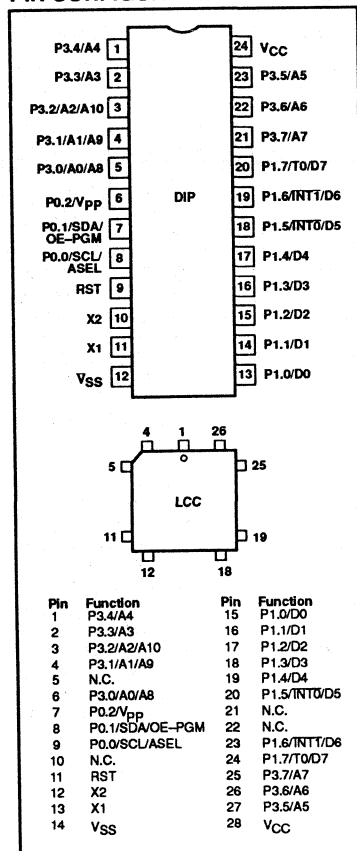 P3.4/A4 1
24 VCC
P3.3/A3 2
23 P3.5/A5
P3.2/A2/A10 3
22 P3.6/A6
P3.1/A1/A9 4
21 P3.7/A7
P3.0/A0/A8 5
20 P1.7/T0/D7
P0.2/VPP 6
DIP
19 P1.6/INT1/D6
P0.1/SDA/
OE–PGM 7
18 P1.5/INT0/D5
P0.0/SCL/
ASEL 8
17 P1.4/D4
RST 9
16 P1.3/D3
X2 10
15 P1.2/D2
X1 11
14 P1.1/D1
VSS 12
13 P1.0/D0
4 1 26
5
25
LCC
11
19
12 18
Pin Function Pin Function
1 P3.4/A4 15 P1.0/D0
2 P3.3/A3 16 P1.1/D1
3 P3.2/A2/A10 17 P1.2/D2
4 P3.1/A1/A9 18 P1.3/D3
5 N.C. 19 P1.4/D4
6 P3.0/A0/A8 20 P1.5/INT0/D5
7 P0.2/VPP 21 N.C.
8 P0.1/SDA/OE–PGM 22 N.C.
9 P0.0/SCL/ASEL 23 P1.6/INT1/D6
10 N.C. 24 P1.7/T0/D7
11 RST 25 P3.7/A7
12 X2 26 P3.6/A6
13 X1 27 P3.5/A5
14 VSS 28 VCC